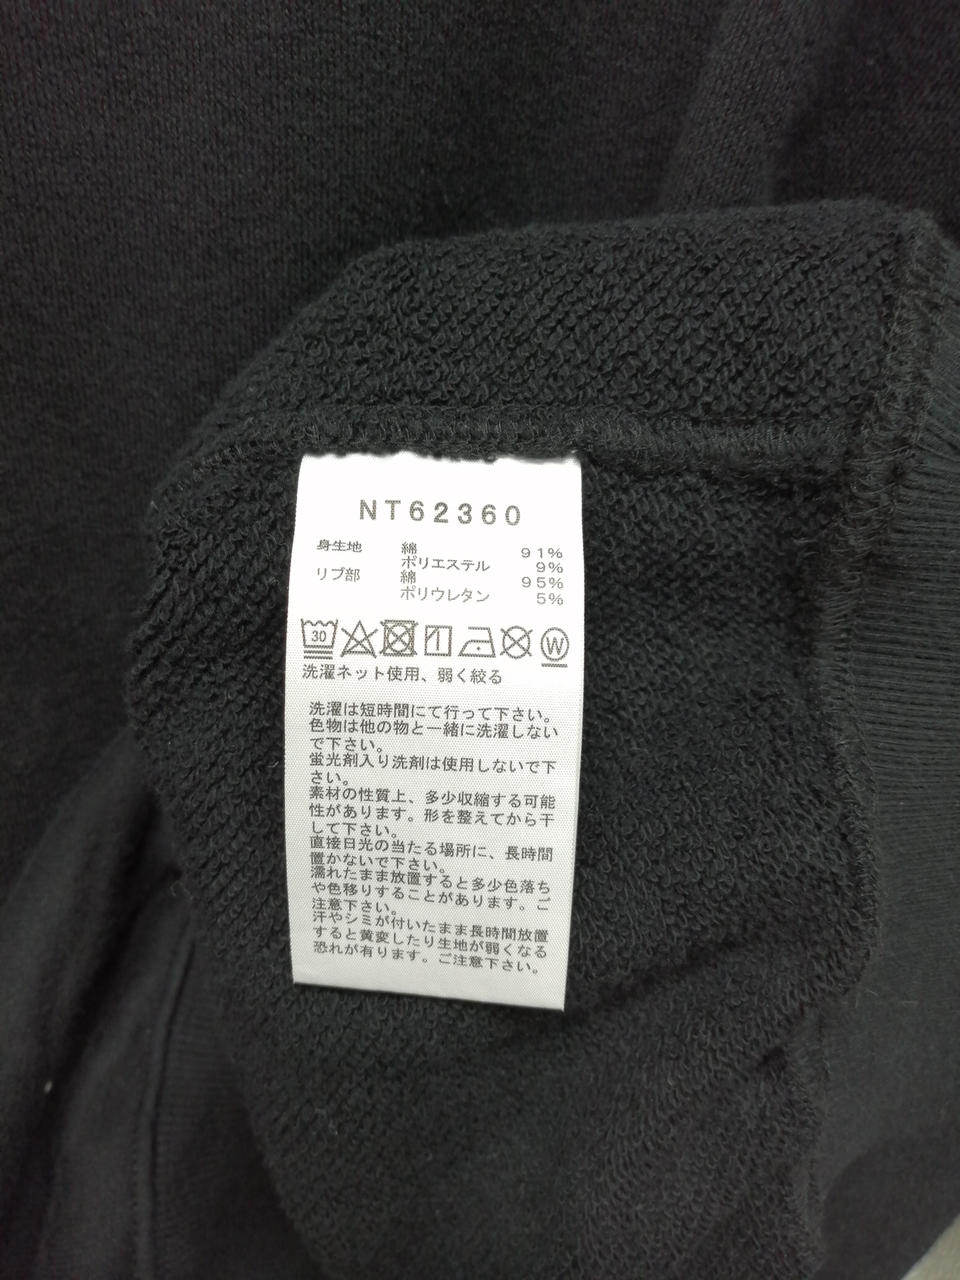 NT62360
身生地 綿 91%
ポリエステル 9%
リブ部 綿 95%
ポリウレタン 5%
30 W
洗濯ネット使用、弱く絞る
洗濯は短時間にて行って下さい。
色物は他の物と一緒に洗濯しない
で下さい。
蛍光剤入り洗剤は使用しないで下
さい。
素材の性質上、多少収縮する可能
性があります。形を整えてから干
して下さい。
直接日光の当たる場所に、長時間
置かないで下さい。
濡れたまま放置すると多少色落ち
や色移りすることがあります。ご
注意下さい。
汗やシミが付いたまま長時間放置
すると黄変したり生地が弱くなる
恐れが有ります。ご注意下さい。